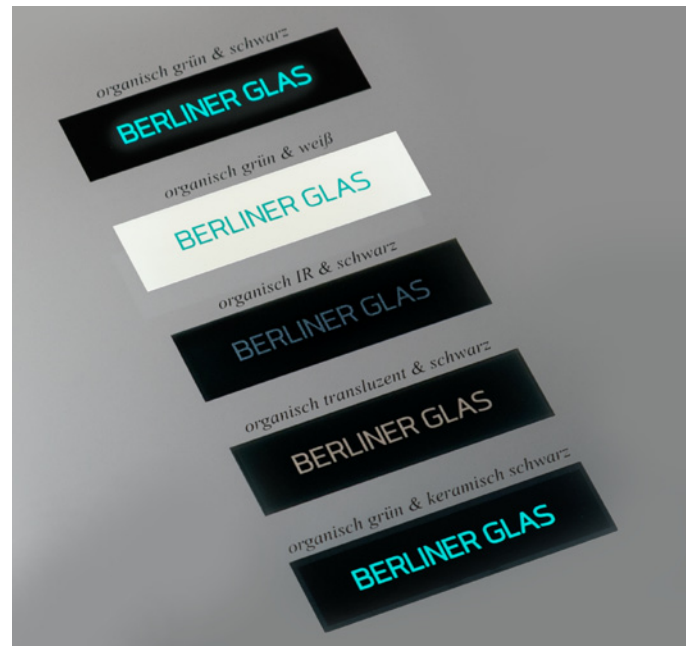 organisch grün & schwarz
BERLINER GLAS
organisch grün & weiß
BERLINER GLAS
organisch IR & schwarz
BERLINER GLAS
organisch transluzent & schwarz
BERLINER GLAS
organisch grün & keramisch schwarz
BERLINER GLAS